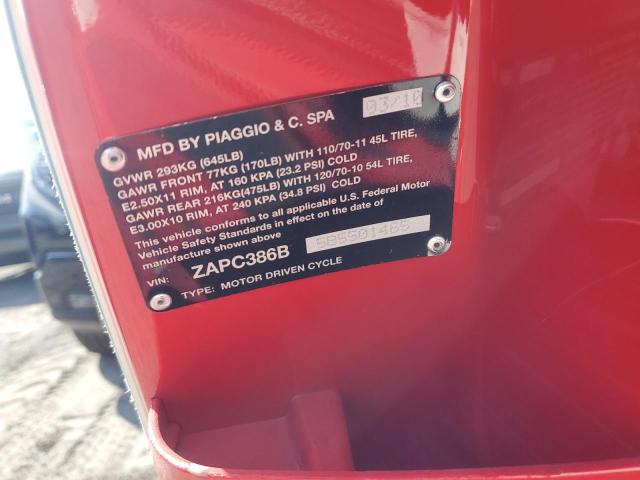 MFD BY PIAGGIO & C. SPA 03/10
GVWR 293KG (645LB)
GAWR FRONT 77KG (170LB) WITH 110/70-11 45L TIRE,
E2.50X11 RIM, AT 160 KPA (23.2 PSI) COLD
GAWR REAR 216KG(475LB) WITH 120/70-10 54L TIRE,
E3.00X10 RIM, AT 240 KPA (34.8 PSI) COLD
This vehicle conforms to all applicable U.S. Federal Motor
Vehicle Safety Standards in effect on the date of
manufacture shown above
VIN: ZAPC386B 585501465
TYPE: MOTOR DRIVEN CYCLE